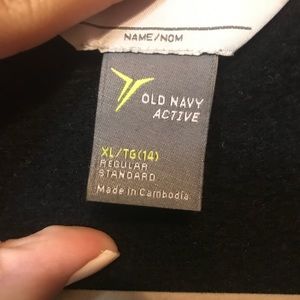 NAME/NOM
OLD NAVY
ACTIVE
XL/TG(14)
REGULAR
STANDARD
Made in Cambodia